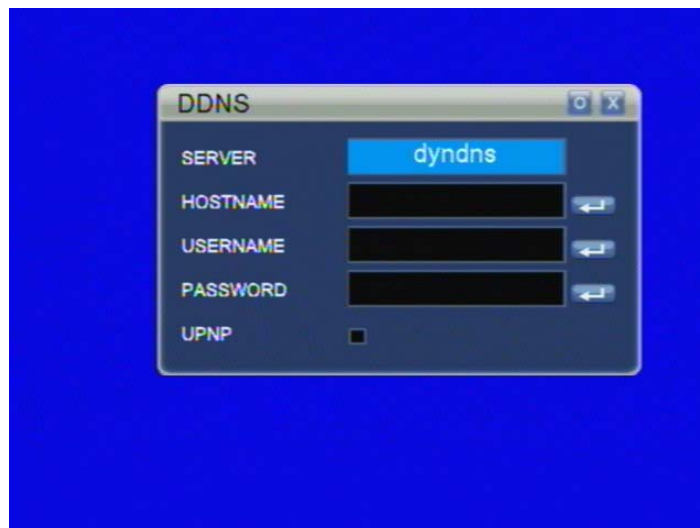 DDNS O X
SERVER dyndns
HOSTNAME
USERNAME
PASSWORD
UPNP